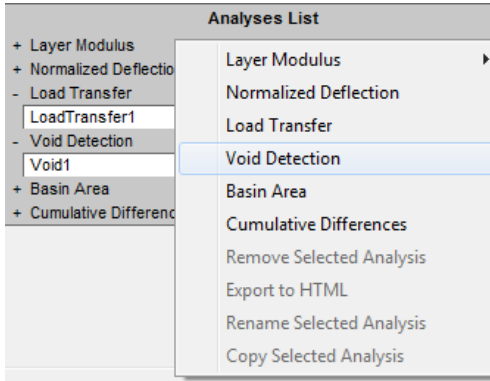 Analyses List
+ Layer Modulus
+ Normalized Deflectio
- Load Transfer
LoadTransfer1
- Void Detection
Void1
+ Basin Area
+ Cumulative Differenc
Layer Modulus
Normalized Deflection
Load Transfer
Void Detection
Basin Area
Cumulative Differences
Remove Selected Analysis
Export to HTML
Rename Selected Analysis
Copy Selected Analysis